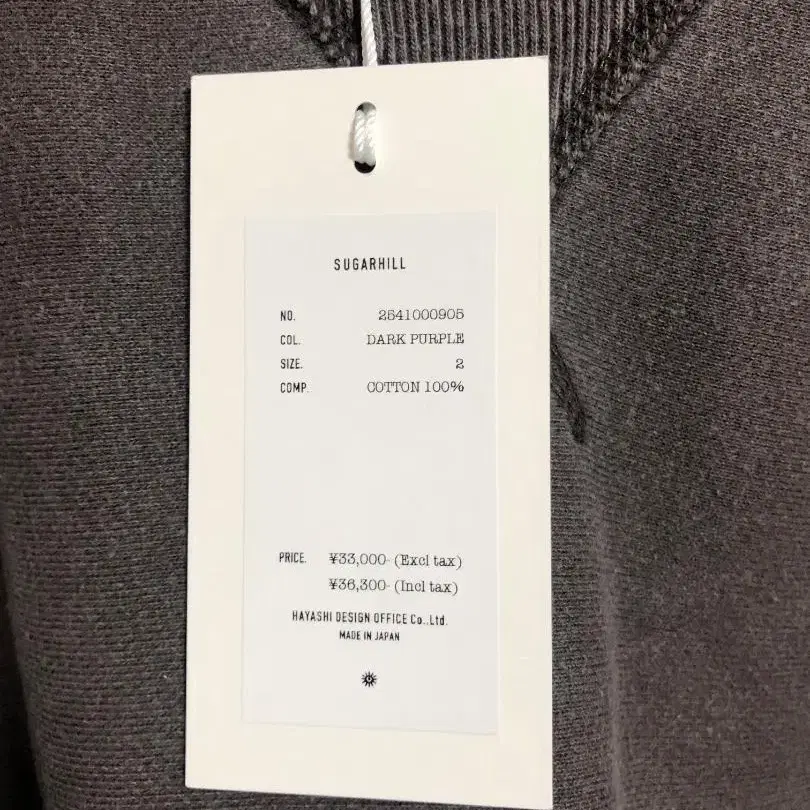 SUGARHILL
NO. 2541000905
COL. DARK PURPLE
SIZE. 2
COMP. COTTON 100%
PRICE. ¥33,000- (Excl tax)
¥36,300- (Incl tax)
HAYASHI DESIGN OFFICE Co.,Ltd.
MADE IN JAPAN